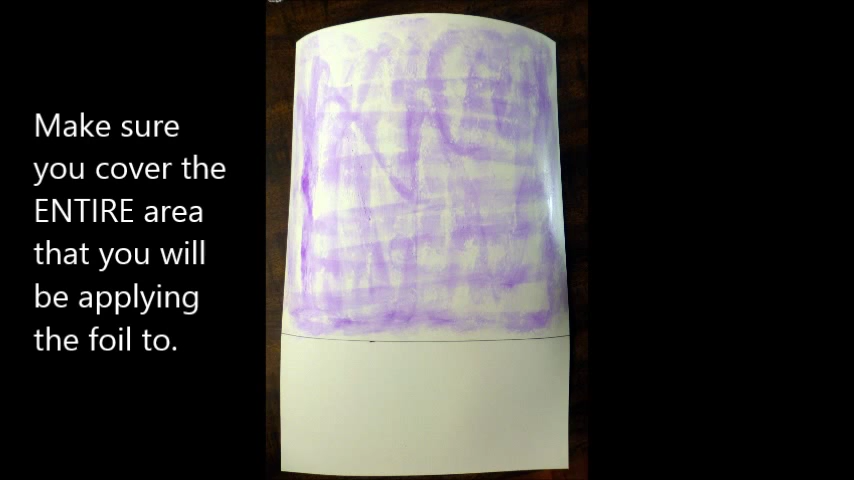 Make sure
you cover the
ENTIRE area
that you will
be applying
the foil to.